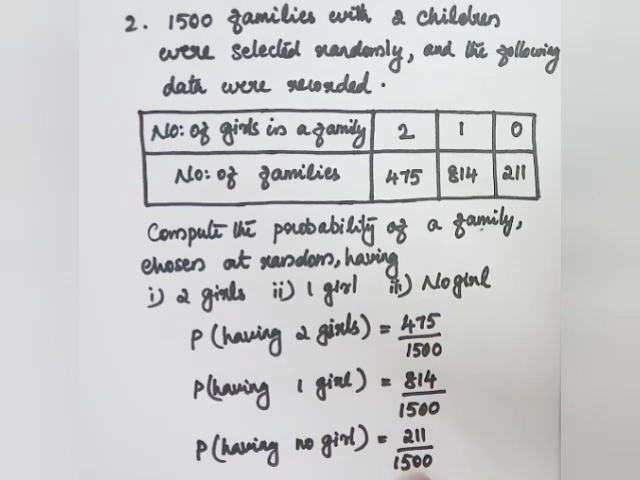 2. 1500 families with 2 children
were selected randomly, and the following
data were recorded.
No: of girls in a family 2 1 0
No: of families 475 814 211
Compute the probability of a family,
chosen at random, having
i) 2 girls ii) 1 girl iii) No girl
P(having 2 girls) = 475/1500
P(having 1 girl) = 814/1500
P(having no girl) = 211/1500